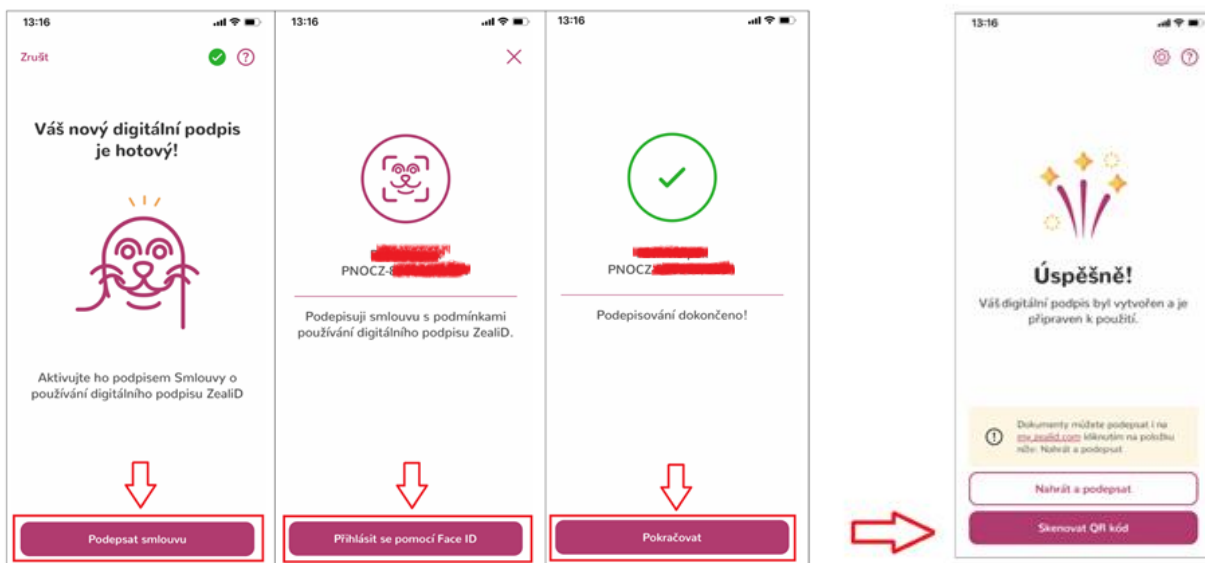 13:16
Zrušit
Váš nový digitální podpis
je hotový!
Aktivujte ho podpisem Smlouvy o
používání digitálního podpisu ZealiD
Podepsat smlouvu
13:16
PNOCZ-8
Podepisuji smlouvu s podmínkami
používání digitálního podpisu ZealiD.
Přihlásit se pomocí Face ID
13:16
PNOCZ
Podepisování dokončeno!
Pokračovat
13:16
Úspěšně!
Váš digitální podpis byl vytvořen a je
připraven k použití.
Dokumenty můžete podepsat i na
my.zealid.com kliknutím na položku
níže: Nahrát a podepsat
Nahrát a podepsat
Skenovat QR kód